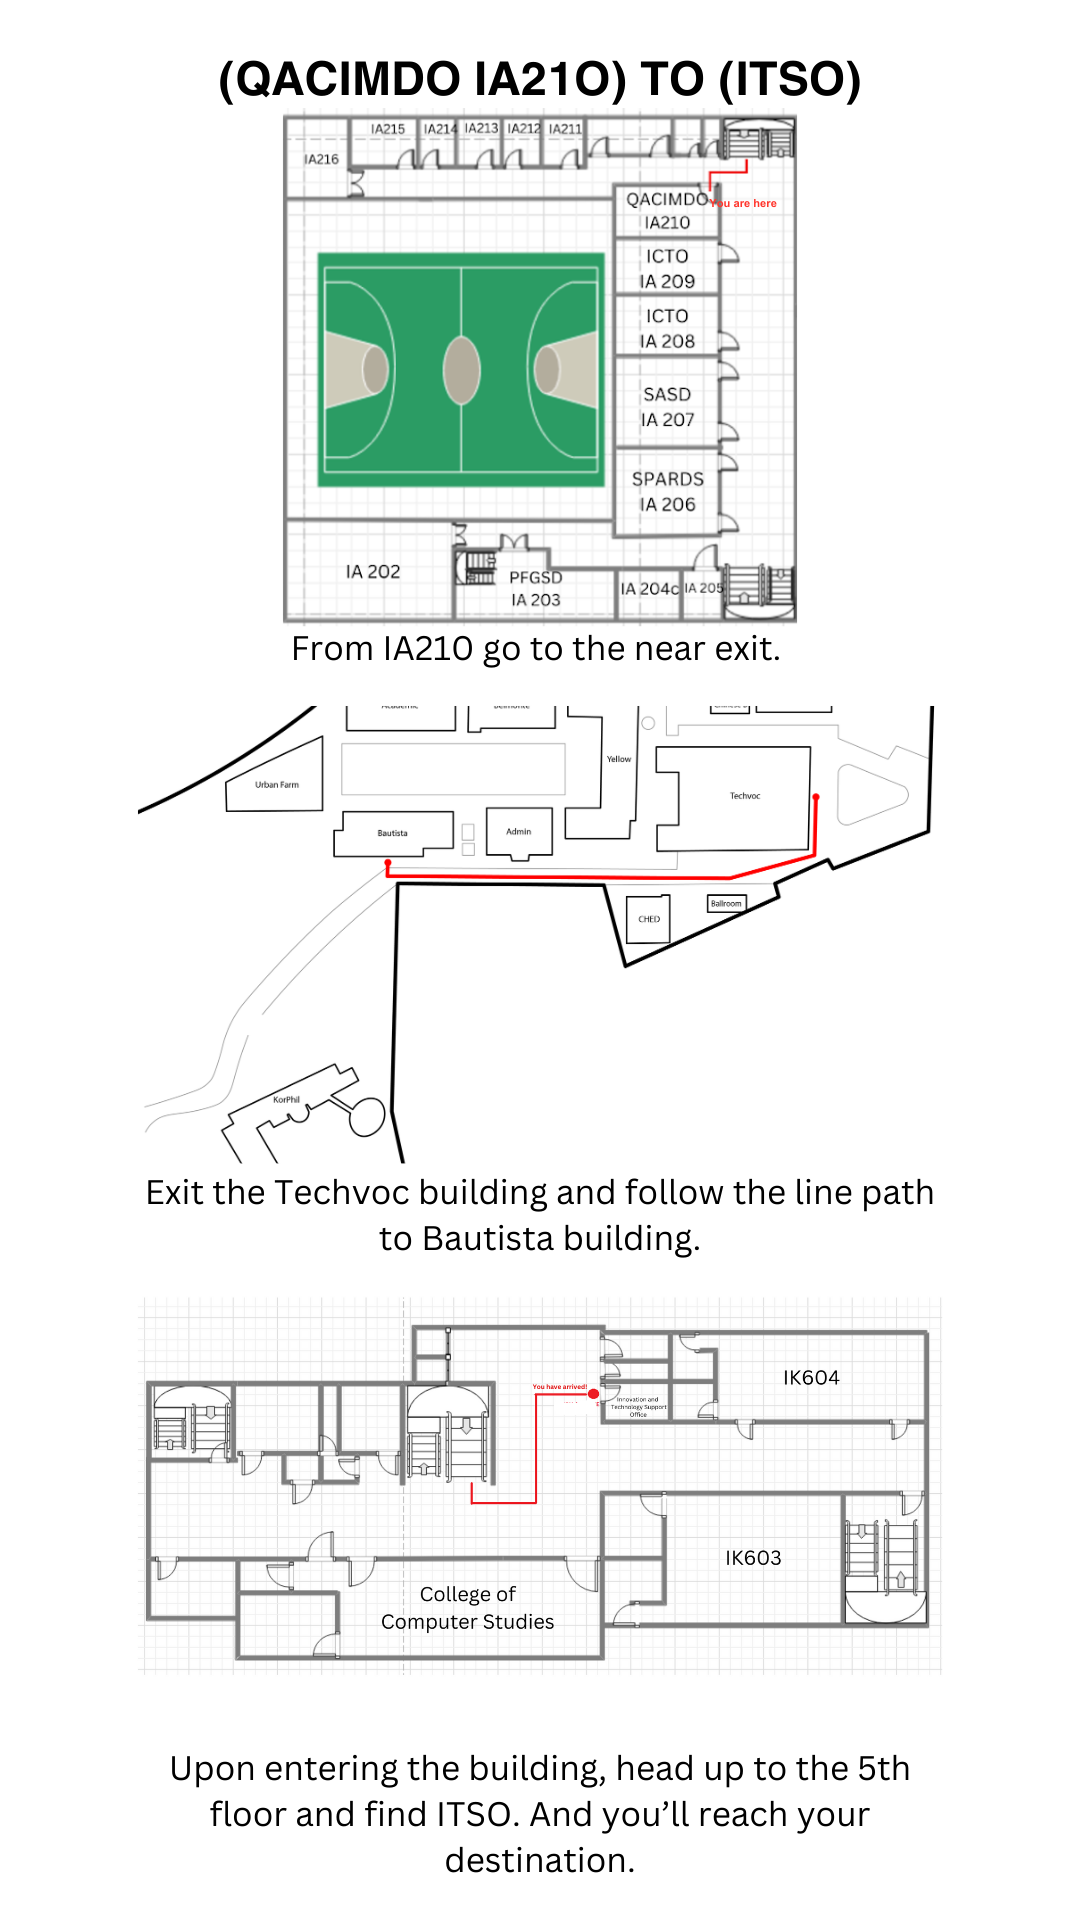 (QACIMDO IA21O) TO (ITSO)
IA215
IA214
IA213
IA212
IA211
IA216
QACIMDO
IA210
You are here
ICTO
IA 209
ICTO
IA 208
SASD
IA 207
SPARDS
IA 206
IA 202
PFGSD
IA 203
IA 204c
IA 205
From IA210 go to the near exit.
Academic
Belmonte
Yellow
Urban Farm
Techvoc
Bautista
Admin
CHED
Ballroom
KorPhil
Exit the Techvoc building and follow the line path
to Bautista building.
You have arrived!
Innovation and
Technology Support
Office
IK604
IK603
College of
Computer Studies
Upon entering the building, head up to the 5th
floor and find ITSO. And you’ll reach your
destination.